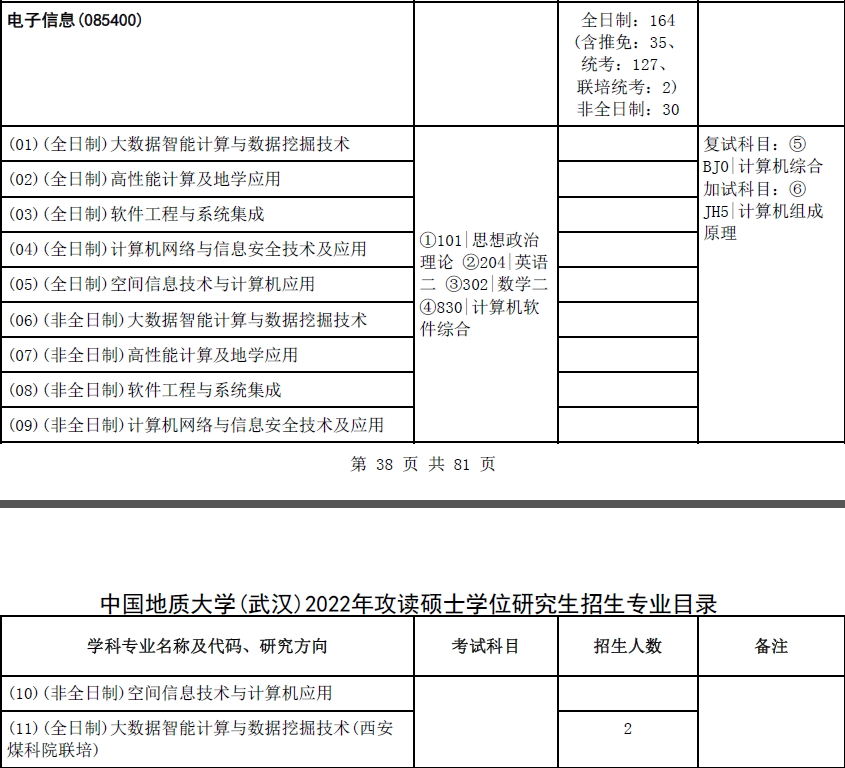 电子信息(085400)
全日制：164
(含推免：35、
统考：127、
联培统考：2)
非全日制：30
(01)(全日制)大数据智能计算与数据挖掘技术
(02)(全日制)高性能计算及地学应用
(03)(全日制)软件工程与系统集成
(04)(全日制)计算机网络与信息安全技术及应用
(05)(全日制)空间信息技术与计算机应用
(06)(非全日制)大数据智能计算与数据挖掘技术
(07)(非全日制)高性能计算及地学应用
(08)(非全日制)软件工程与系统集成
(09)(非全日制)计算机网络与信息安全技术及应用
①101|思想政治
理论 ②204|英语
二 ③302|数学二
④830|计算机软
件综合
复试科目：⑤
BJ0|计算机综合
加试科目：⑥
JH5|计算机组成
原理
第 38 页 共 81 页
中国地质大学(武汉)2022年攻读硕士学位研究生招生专业目录
学科专业名称及代码、研究方向
考试科目
招生人数
备注
(10)(非全日制)空间信息技术与计算机应用
(11)(全日制)大数据智能计算与数据挖掘技术(西安
煤科院联培)
2